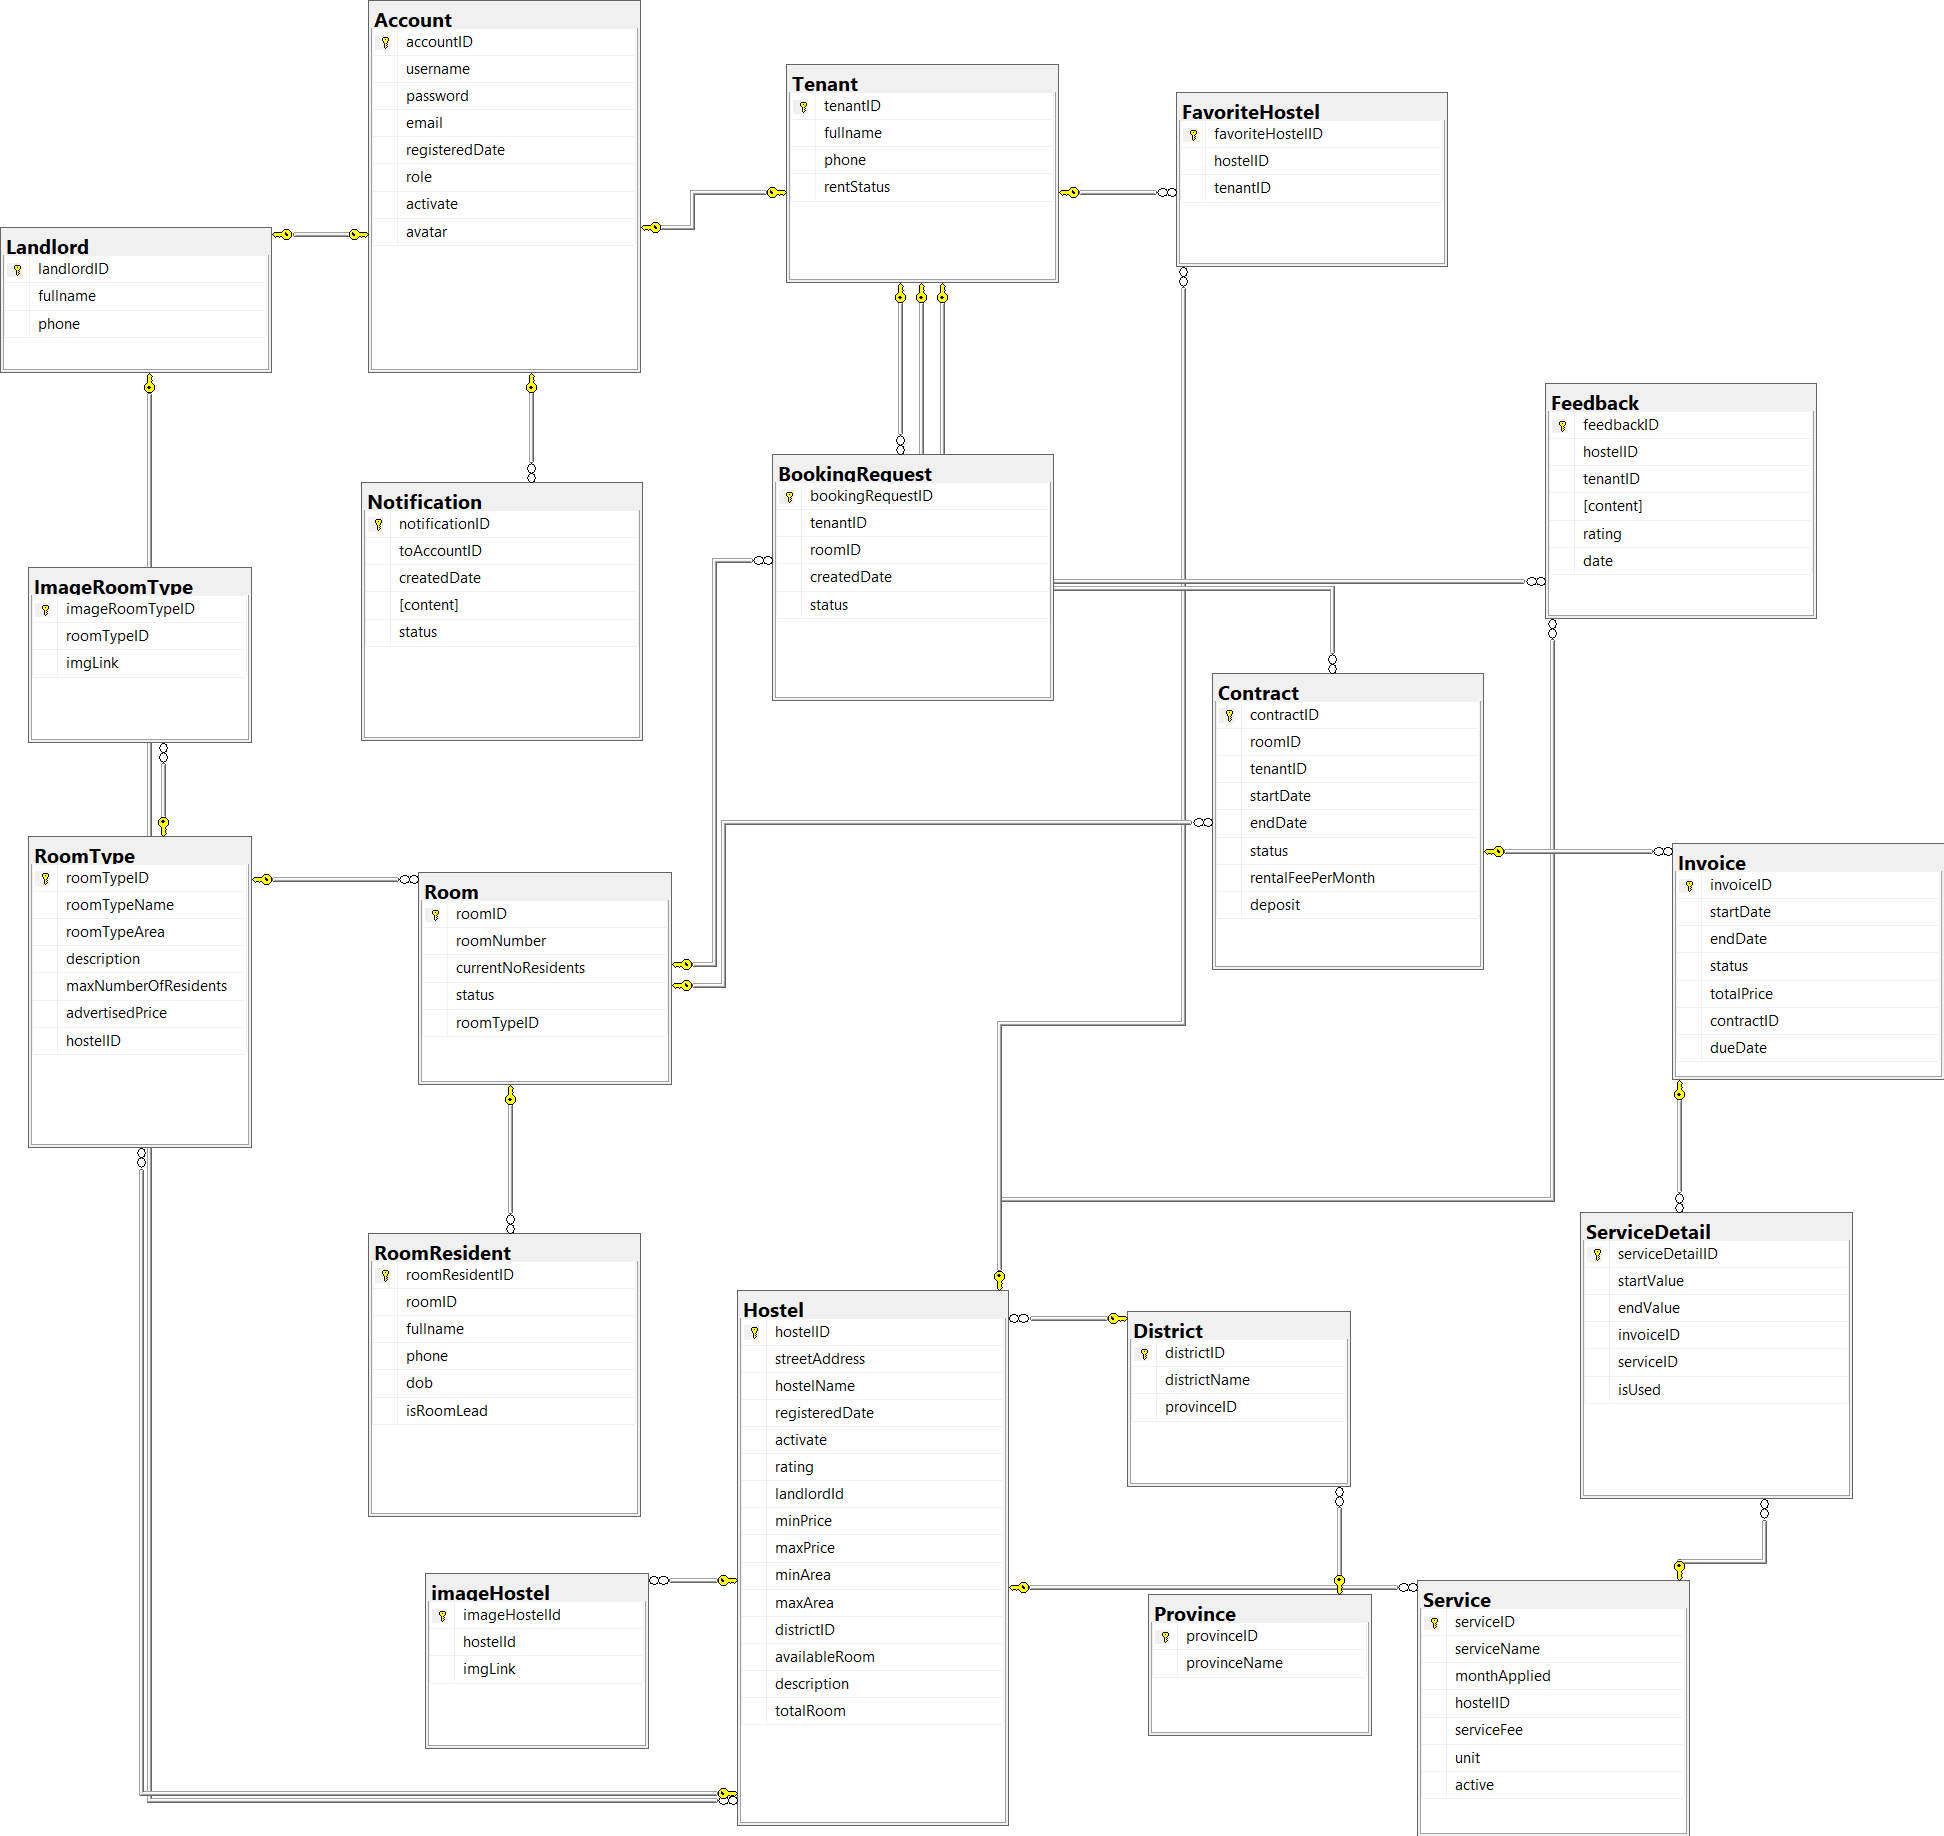 Account
accountID
username
password
email
registeredDate
role
activate
avatar
Tenant
tenantID
fullname
phone
rentStatus
FavoriteHostel
favoriteHostelID
hostelID
tenantID
Landlord
landlordID
fullname
phone
Feedback
feedbackID
hostelID
tenantID
[content]
rating
date
BookingRequest
bookingRequestID
tenantID
roomID
createdDate
status
Notification
notificationID
toAccountID
createdDate
[content]
status
ImageRoomType
imageRoomTypeID
roomTypeID
imgLink
Contract
contractID
roomID
tenantID
startDate
endDate
status
rentalFeePerMonth
deposit
RoomType
roomTypeID
roomTypeName
roomTypeArea
description
maxNumberOfResidents
advertisedPrice
hostelID
Room
roomID
roomNumber
currentNoResidents
status
roomTypeID
Invoice
invoiceID
startDate
endDate
status
totalPrice
contractID
dueDate
RoomResident
roomResidentID
roomID
fullname
phone
dob
isRoomLead
ServiceDetail
serviceDetailID
startValue
endValue
invoiceID
serviceID
isUsed
Hostel
hostelID
streetAddress
hostelName
registeredDate
activate
rating
landlordId
minPrice
maxPrice
minArea
maxArea
districtID
availableRoom
description
totalRoom
District
districtID
districtName
provinceID
imageHostel
imageHostelId
hostelId
imgLink
Province
provinceID
provinceName
Service
serviceID
serviceName
monthApplied
hostelID
serviceFee
unit
active